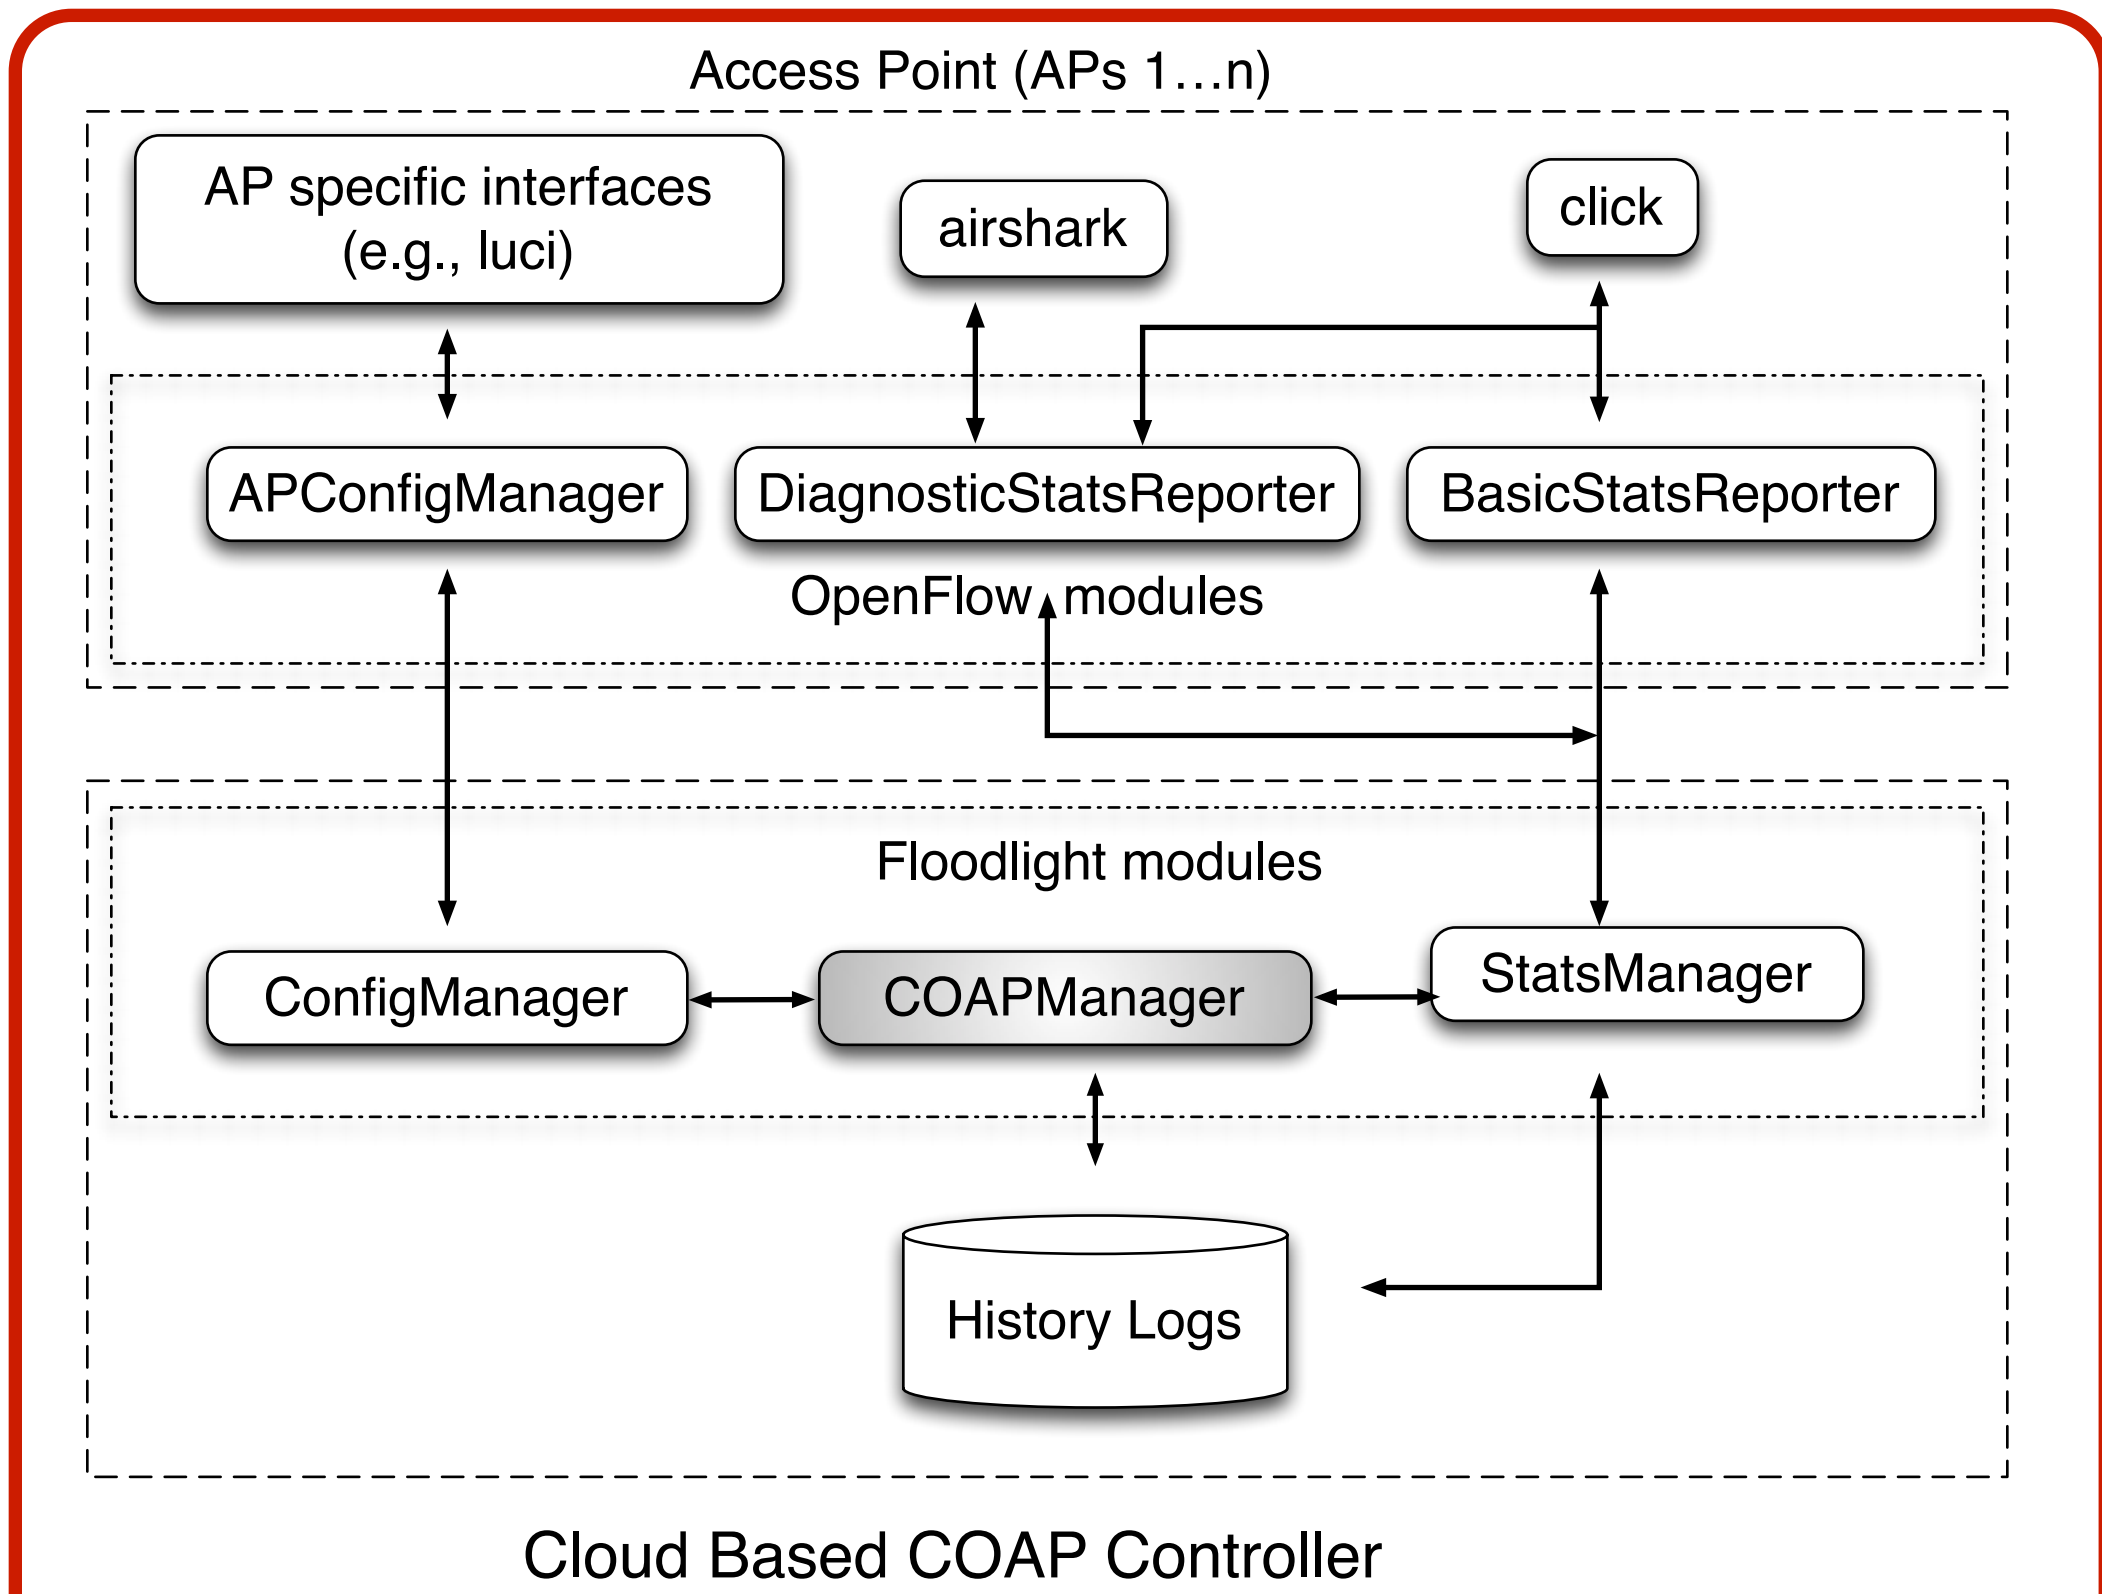 Access Point (APs 1...n)
AP specific interfaces
(e.g., luci)
airshark
click
APConfigManager
DiagnosticStatsReporter
BasicStatsReporter
OpenFlow modules
Floodlight modules
ConfigManager
COAPManager
StatsManager
History Logs
Cloud Based COAP Controller